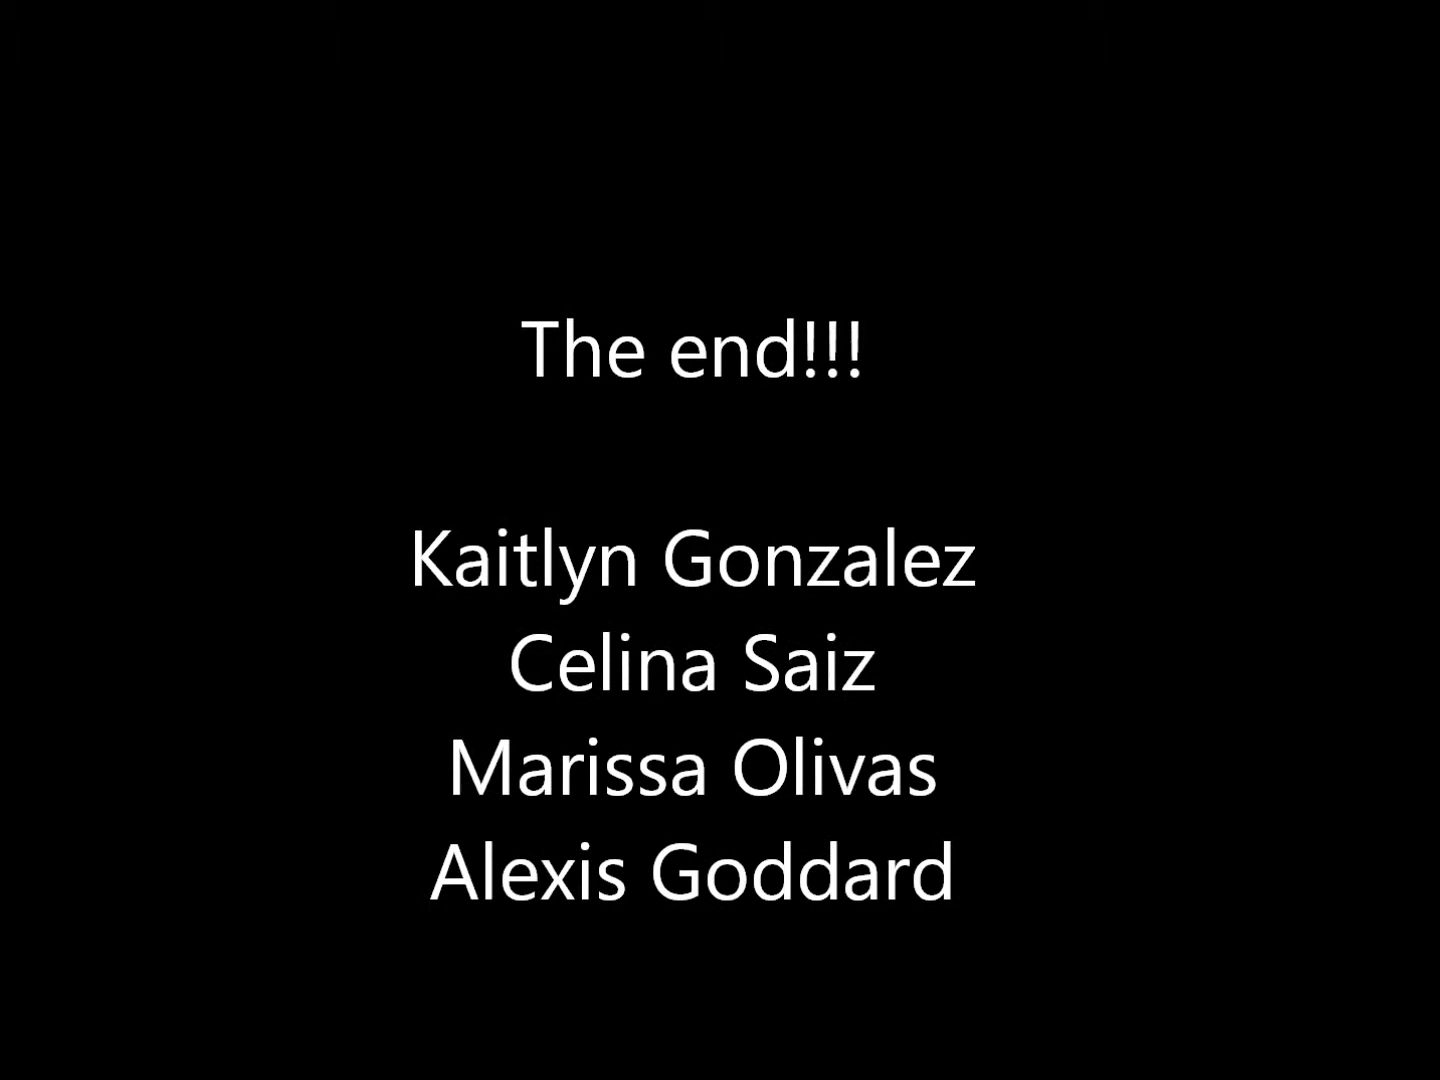 The end!!!
Kaitlyn Gonzalez
Celina Saiz
Marissa Olivas
Alexis Goddard